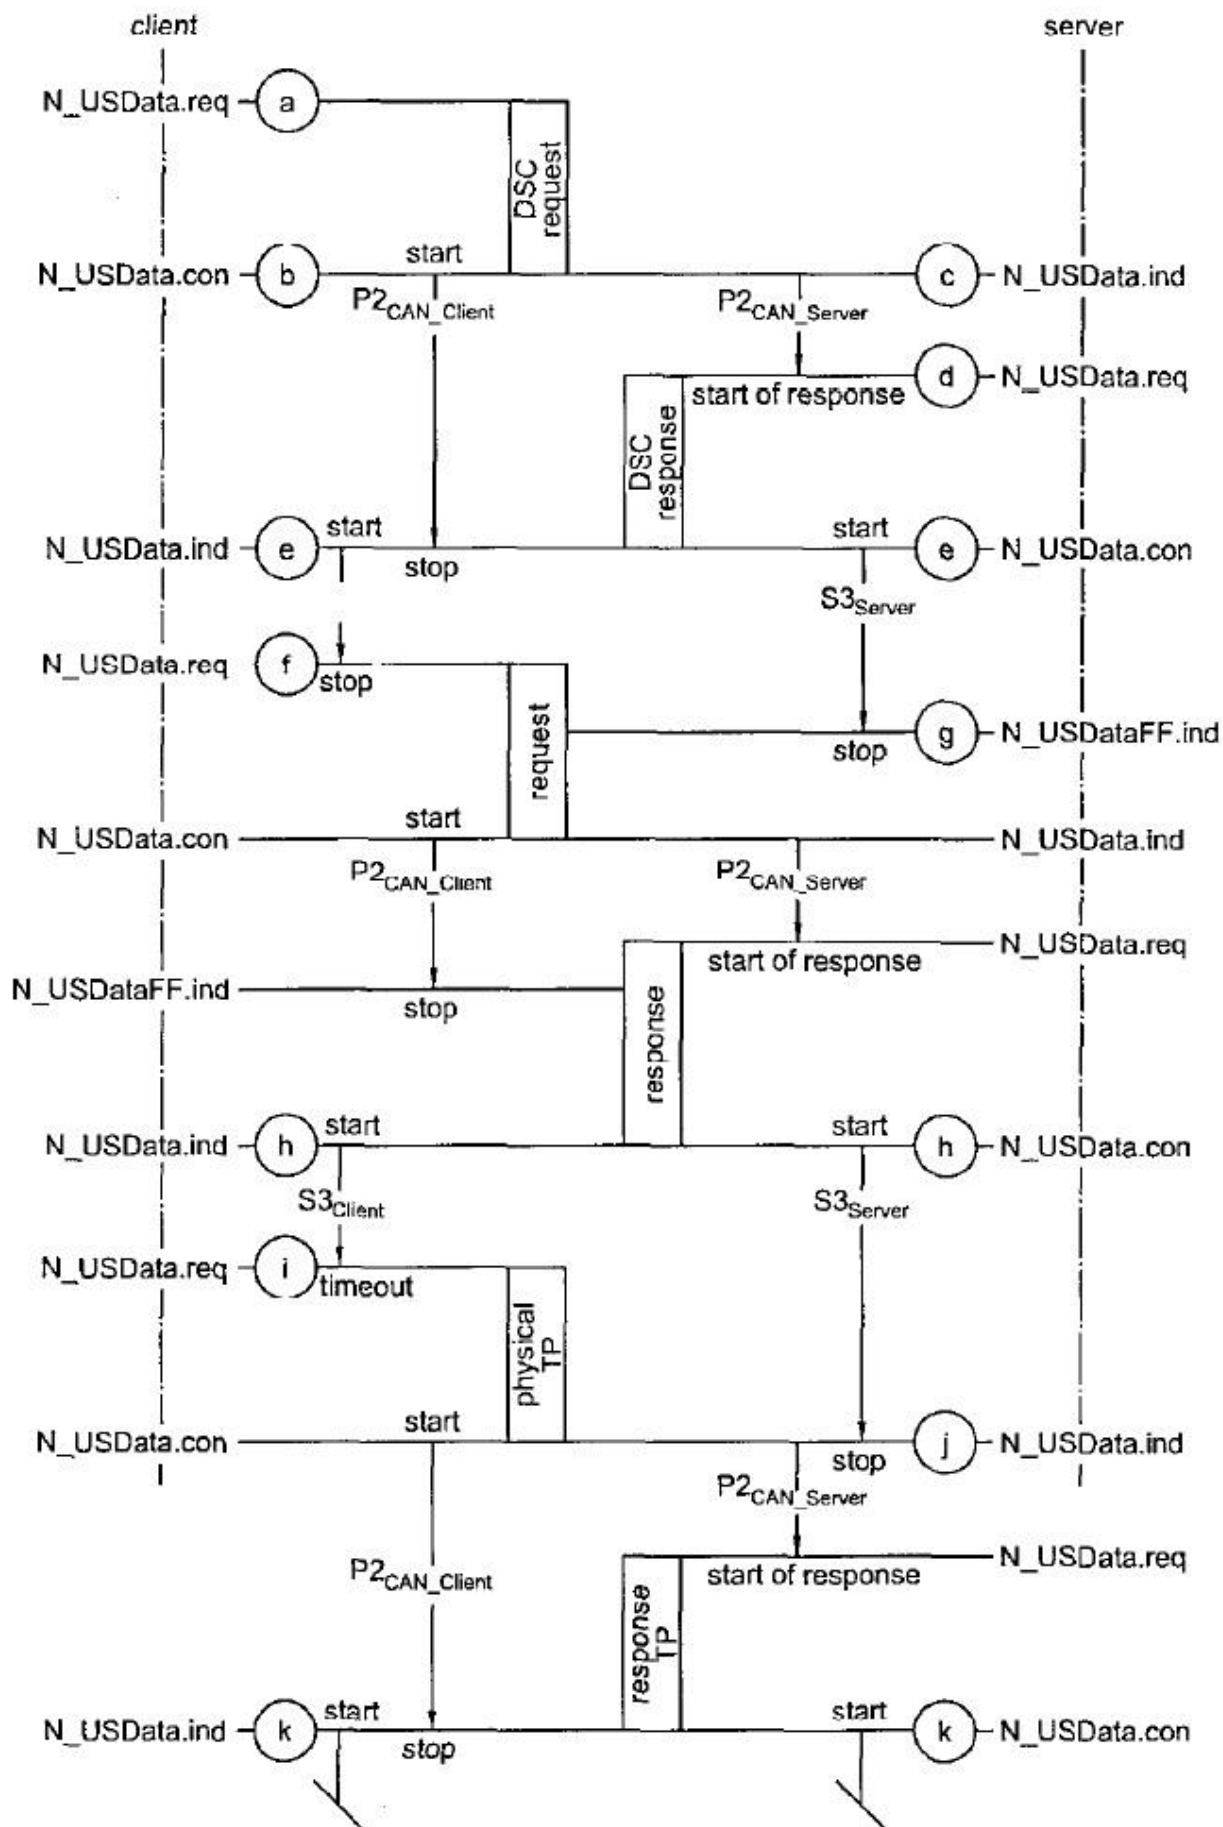 client server
N_USData.req a
DSC request
start
N_USData.con b c N_USData.ind
P2CAN_Client P2CAN_Server
d N_USData.req
start of response
DSC response
start start
N_USData.ind e e N_USData.con
stop
S3Server
N_USData.req f
stop
request
g N_USDataFF.ind
stop
start
N_USData.con N_USData.ind
P2CAN_Client P2CAN_Server
N_USData.req
start of response
N_USDataFF.ind
stop
response
start start
N_USData.ind h h N_USData.con
S3Client S3Server
N_USData.req i
timeout
physical TP
start
N_USData.con j N_USData.ind
stop
P2CAN_Server
N_USData.req
P2CAN_Client start of response
response TP
start start
N_USData.ind k k N_USData.con
stop